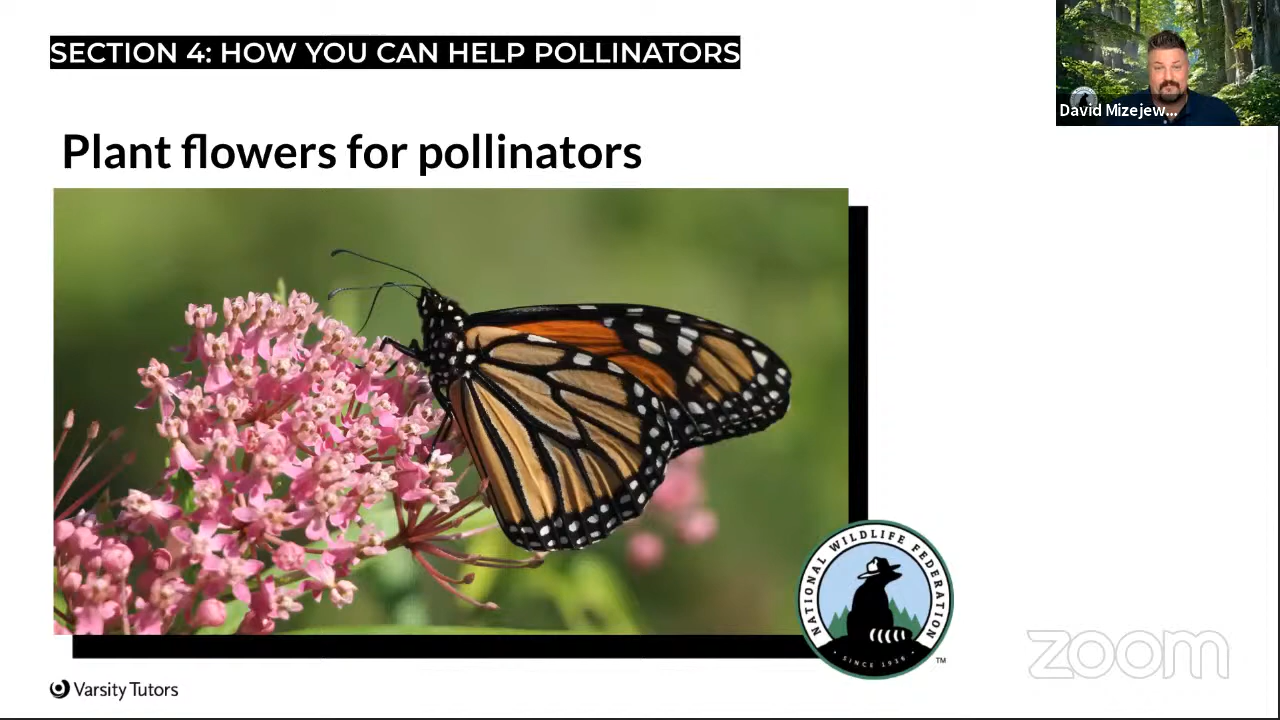 SECTION 4: HOW YOU CAN HELP POLLINATORS
David Mizejew...
Plant flowers for pollinators
NATIONAL WILDLIFE FEDERATION
• SINCE 1936 •
TM
Varsity Tutors
zoom